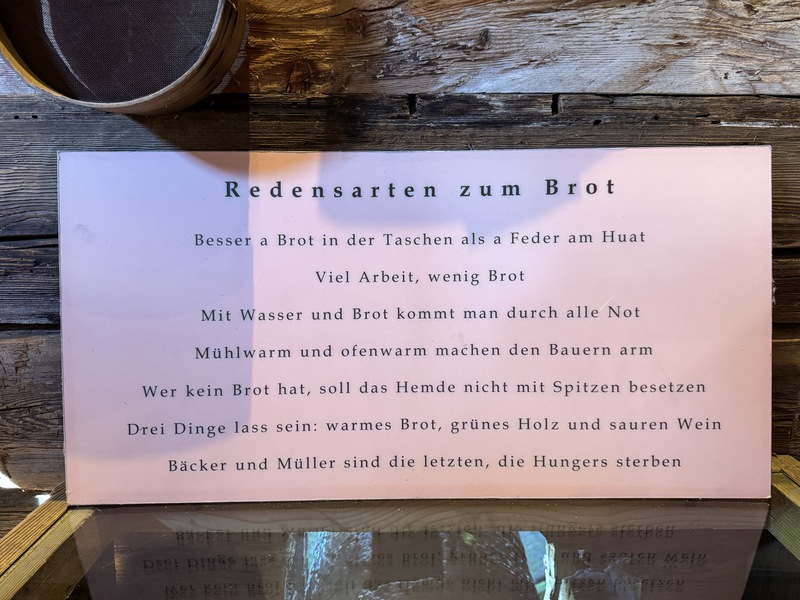 Redensarten zum Brot
Besser a Brot in der Taschen als a Feder am Huat
Viel Arbeit, wenig Brot
Mit Wasser und Brot kommt man durch alle Not
Mühlwarm und ofenwarm machen den Bauern arm
Wer kein Brot hat, soll das Hemde nicht mit Spitzen besetzen
Drei Dinge lass sein: warmes Brot, grünes Holz und sauren Wein
Bäcker und Müller sind die letzten, die Hungers sterben